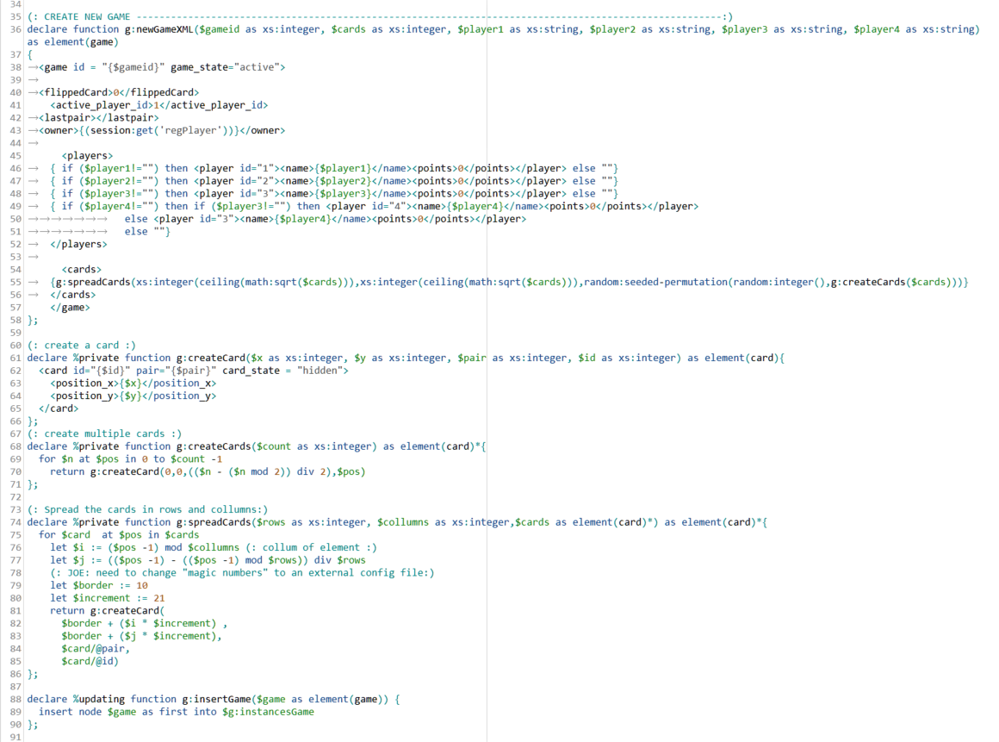 34
35 (: CREATE NEW GAME -----------------------------------------------------------------------------------------------------:)
36 declare function g:newGameXML($gameid as xs:integer, $cards as xs:integer, $player1 as xs:string, $player2 as xs:string, $player3 as xs:string, $player4 as xs:string)
as element(game)
37 {
38 →<game id = "{$gameid}" game_state="active">
39 →
40 →<flippedCard>0</flippedCard>
41     <active_player_id>1</active_player_id>
42 →<lastpair></lastpair>
43 →<owner>{(session:get('regPlayer'))}</owner>
44 →
45       <players>
46 →  { if ($player1!="") then <player id="1"><name>{$player1}</name><points>0</points></player> else ""}
47 →  { if ($player2!="") then <player id="2"><name>{$player2}</name><points>0</points></player> else ""}
48 →  { if ($player3!="") then <player id="3"><name>{$player3}</name><points>0</points></player> else ""}
49 →  { if ($player4!="") then if ($player3!="") then <player id="4"><name>{$player4}</name><points>0</points></player>
50 →→→→→→→   else <player id="3"><name>{$player4}</name><points>0</points></player>
51 →→→→→→→   else ""}
52 →  </players>
53 →
54       <cards>
55 →  {g:spreadCards(xs:integer(ceiling(math:sqrt($cards))),xs:integer(ceiling(math:sqrt($cards))),random:seeded-permutation(random:integer(),g:createCards($cards)))}
56 →  </cards>
57     </game>
58 };
59
60 (: create a card :)
61 declare %private function g:createCard($x as xs:integer, $y as xs:integer, $pair as xs:integer, $id as xs:integer) as element(card){
62   <card id="{$id}" pair="{$pair}" card_state = "hidden">
63     <position_x>{$x}</position_x>
64     <position_y>{$y}</position_y>
65   </card>
66 };
67 (: create multiple cards :)
68 declare %private function g:createCards($count as xs:integer) as element(card)*{
69   for $n at $pos in 0 to $count -1
70     return g:createCard(0,0,(($n - ($n mod 2)) div 2),$pos)
71 };
72
73 (: Spread the cards in rows and collumns:)
74 declare %private function g:spreadCards($rows as xs:integer, $collumns as xs:integer,$cards as element(card)*) as element(card)*{
75   for $card  at $pos in $cards
76     let $i := ($pos -1) mod $collumns (: collum of element :)
77     let $j := (($pos -1) - (($pos -1) mod $rows)) div $rows
78     (: JOE: need to change "magic numbers" to an external config file:)
79     let $border := 10
80     let $increment := 21
81     return g:createCard(
82       $border + ($i * $increment) ,
83       $border + ($j * $increment),
84       $card/@pair,
85       $card/@id)
86 };
87
88 declare %updating function g:insertGame($game as element(game)) {
89   insert node $game as first into $g:instancesGame
90 };
91